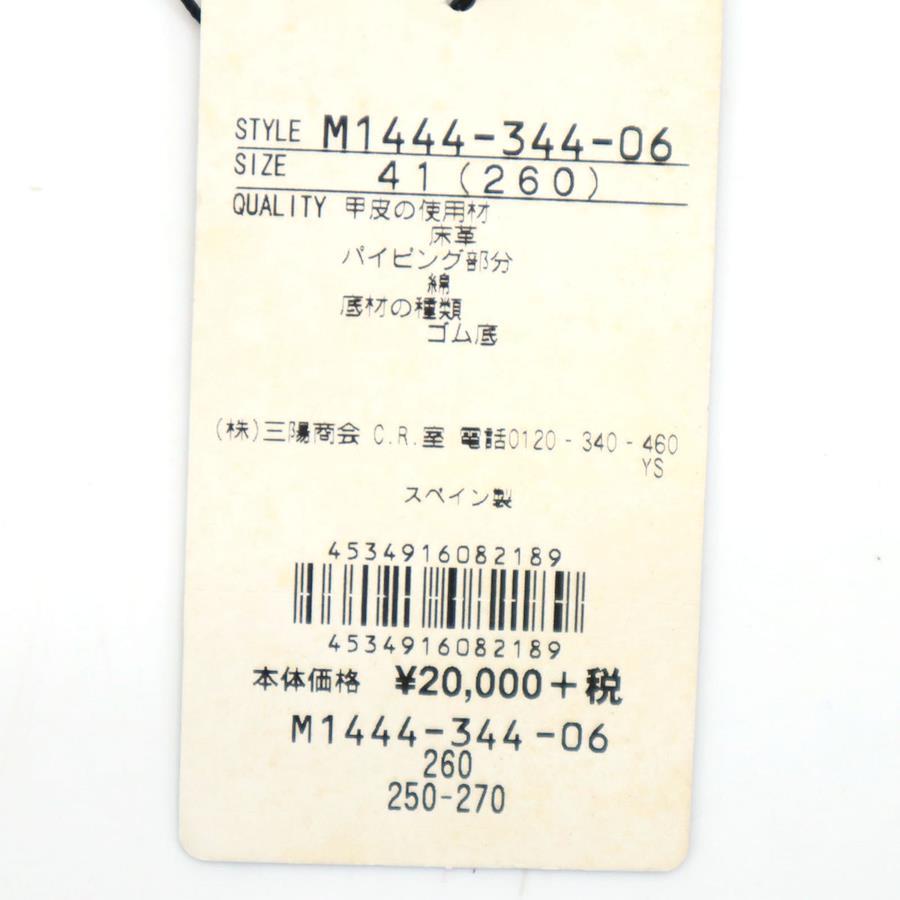 STYLE M1444-344-06
SIZE 41(260)
QUALITY 甲皮の使用材
床革
パイピング部分
綿
底材の種類
ゴム底
(株)三陽商会 C.R.室 電話0120-340-460
YS
スペイン製
4534916082189
4534916082189
本体価格 ¥20,000+税
M1444-344-06
260
250-270